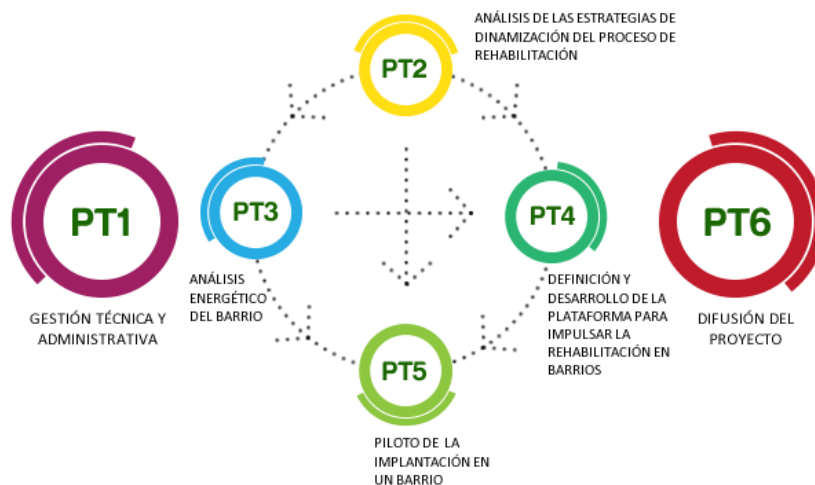 ANÁLISIS DE LAS ESTRATEGIAS DE
DINAMIZACIÓN DEL PROCESO DE
REHABILITACIÓN
PT2
PT1
GESTIÓN TÉCNICA Y
ADMINISTRATIVA
PT3
ANÁLISIS
ENERGÉTICO
DEL BARRIO
PT4
DEFINICIÓN Y
DESARROLLO DE LA
PLATAFORMA PARA
IMPULSAR LA
REHABILITACIÓN EN
BARRIOS
PT6
DIFUSIÓN DEL
PROYECTO
PT5
PILOTO DE LA
IMPLANTACIÓN EN
UN BARRIO